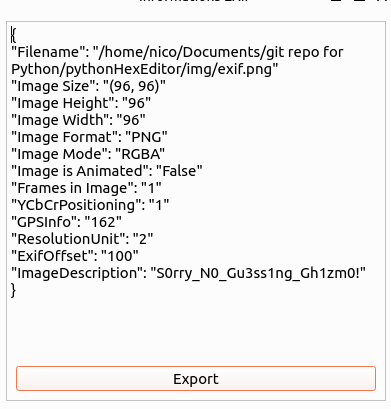 {
"Filename": "/home/nico/Documents/git repo for
Python/pythonHexEditor/img/exif.png"
"Image Size": "(96, 96)"
"Image Height": "96"
"Image Width": "96"
"Image Format": "PNG"
"Image Mode": "RGBA"
"Image is Animated": "False"
"Frames in Image": "1"
"YCbCrPositioning": "1"
"GPSInfo": "162"
"ResolutionUnit": "2"
"ExifOffset": "100"
"ImageDescription": "S0rry_N0_Gu3ss1ng_Gh1zm0!"
}
Export